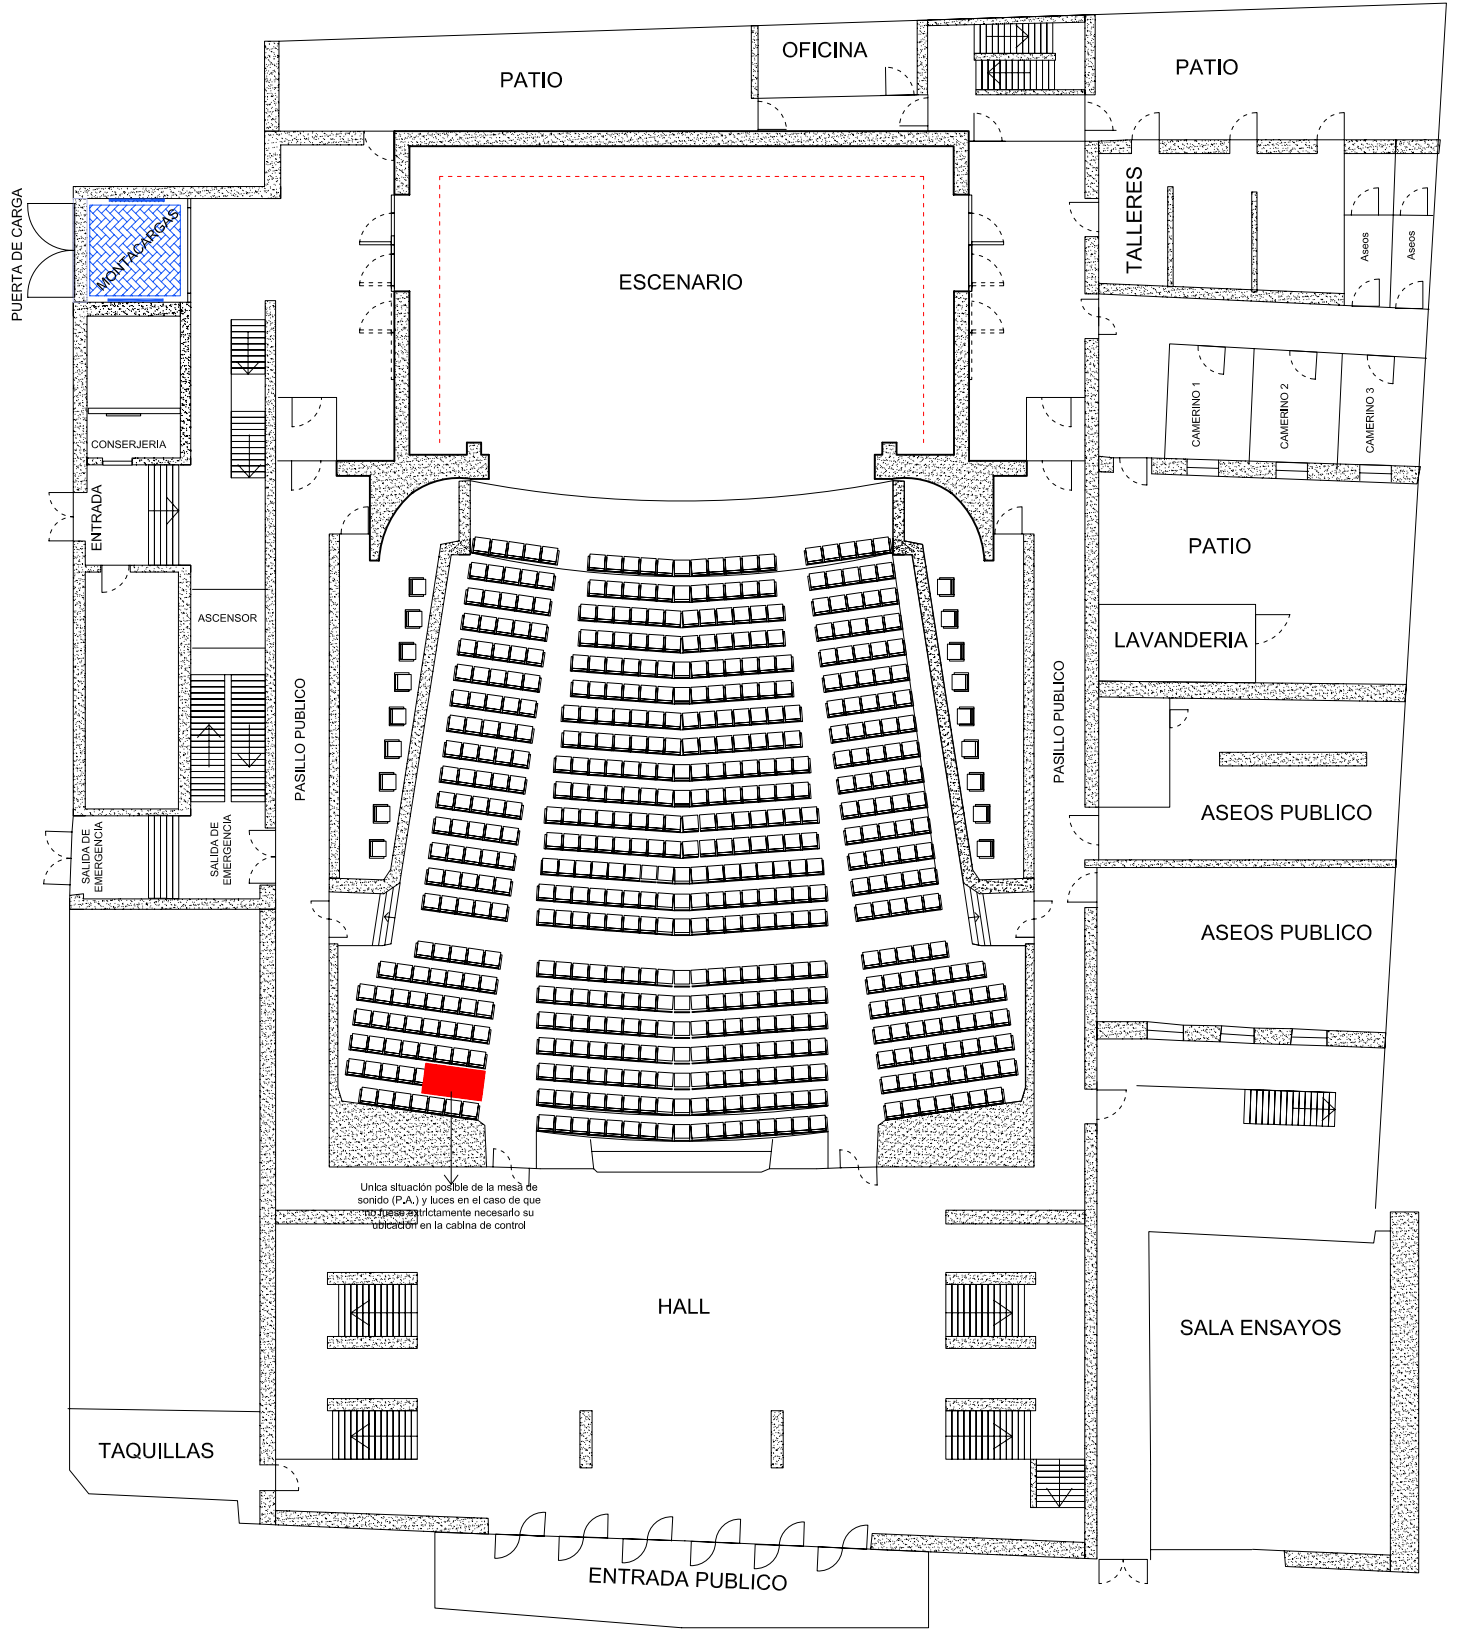 OFICINA
PATIO
PATIO
PUERTA DE CARGA
MONTACARGAS
TALLERES
Aseos
Aseos
ESCENARIO
CAMERINO 1
CAMERINO 2
CAMERINO 3
CONSERJERIA
ENTRADA
PATIO
ASCENSOR
LAVANDERIA
PASILLO PUBLICO
PASILLO PUBLICO
ASEOS PUBLICO
SALIDA DE
EMERGENCIA
SALIDA DE
EMERGENCIA
ASEOS PUBLICO
Unica situación posible de la mesa de
sonido (P.A.) y luces en el caso de que
no fuese extrictamente necesario su
ubicación en la cabina de control
HALL
SALA ENSAYOS
TAQUILLAS
ENTRADA PUBLICO